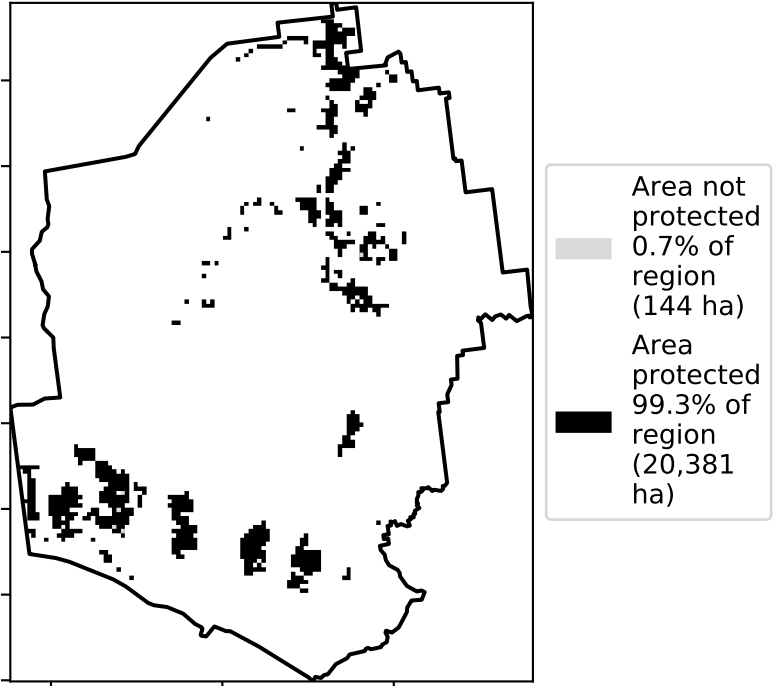 Area not
protected
0.7% of
region
(144 ha)
Area
protected
99.3% of
region
(20,381
ha)